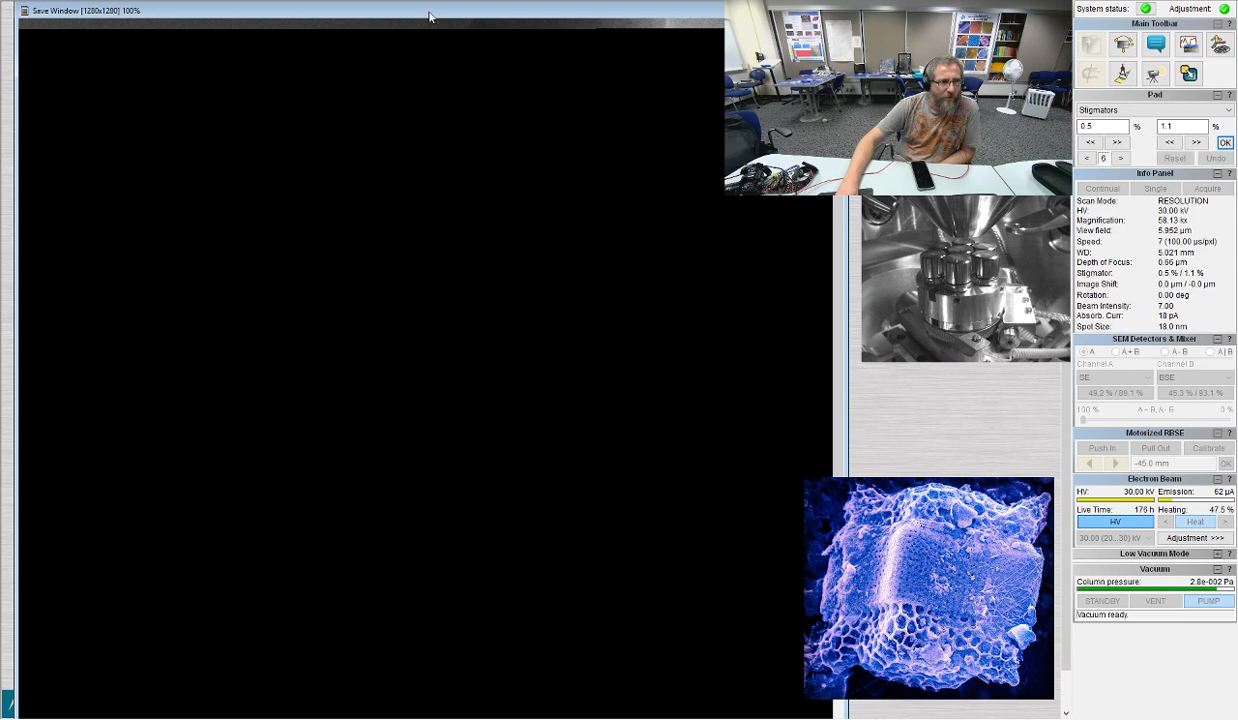 Save Window [1280x1280] 100%
System status: Adjustment:
Main Toolbar
Pad
Stigmators
0.5 % 1.1 %
<< >> << >> OK
< 6 > Reset Undo
Info Panel
Continual Single Acquire
Scan Mode: RESOLUTION
HV: 30.00 kV
Magnification: 58.13 kx
View field: 5.952 µm
Speed: 7 (100.00 µs/pxl)
WD: 5.021 mm
Depth of Focus: 0.66 µm
Stigmator: 0.5 % / 1.1 %
Image Shift: 0.0 µm / -0.0 µm
Rotation: 0.00 deg
Beam Intensity: 7.00
Absorb. Curr: 18 pA
Spot Size: 18.0 nm
SEM Detectors & Mixer
A A + B A - B A | B
Channel A Channel B
SE BSE
49.2 % / 89.1 % 45.3 % / 93.1 %
100 % A + B, A - B 0 %
Motorized RBSE
Push In Pull Out Calibrate
-45.0 mm OK
Electron Beam
HV: 30.00 kV Emission: 62 µA
Live Time: 176 h Heating: 47.5 %
HV < Heat >
30.00 (20...30) kV Adjustment >>>
Low Vacuum Mode
Vacuum
Column pressure: 2.8e-002 Pa
STANDBY VENT PUMP
Vacuum ready.